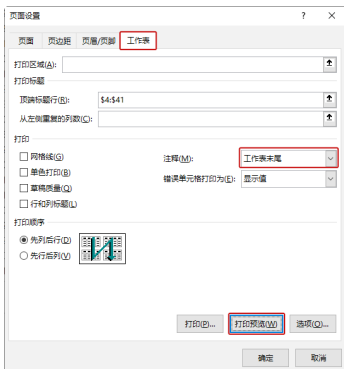 页面设置 ? ×
页面 页边距 页眉/页脚 工作表
打印区域(A):
打印标题
顶端标题行(R): $4:$41
从左侧重复的列数(C):
打印
网格线(G) 注释(M): 工作表末尾
单色打印(B) 错误单元格打印为(E): 显示值
草稿质量(Q)
行和列标题(L)
打印顺序
先列后行(D)
先行后列(V)
打印(P)... 打印预览(W) 选项(O)...
确定 取消